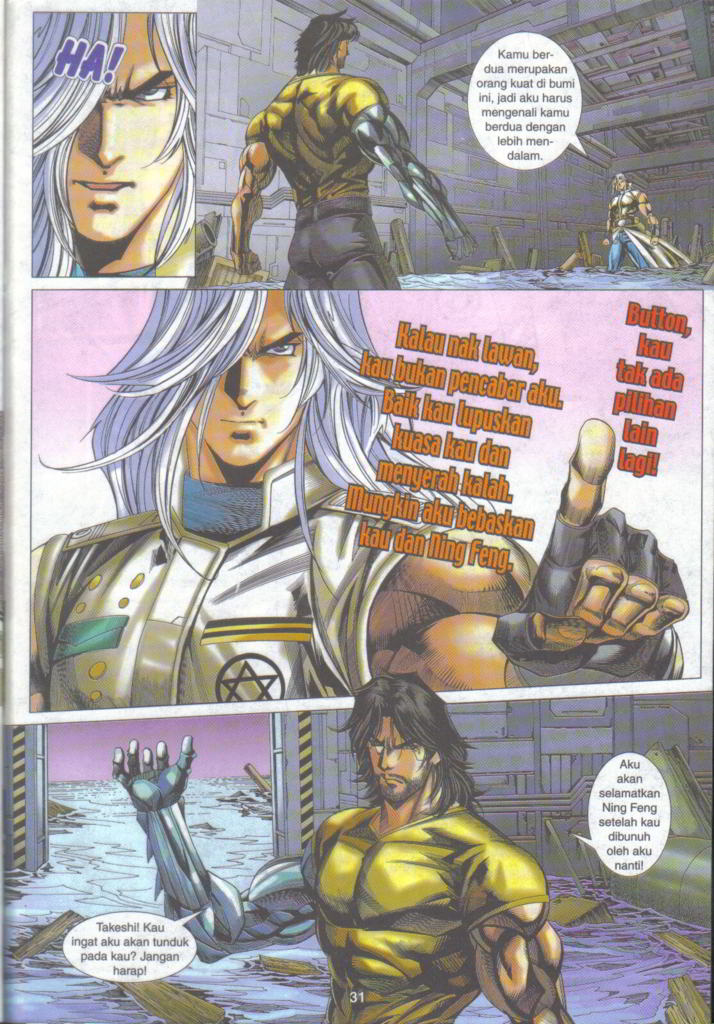 HA!
Kamu ber-
dua merupakan
orang kuat di bumi
ini, jadi aku harus
mengenali kamu
berdua dengan
lebih men-
dalam.
Button,
kau
tak ada
pilihan
lain
lagi!
Kalau nak lawan,
kau bukan pencabar aku.
Baik kau lupuskan
kuasa kau dan
menyerah kalah.
Mungkin aku bebaskan
kau dan Ning Feng.
Aku
akan
selamatkan
Ning Feng
setelah kau
dibunuh
oleh aku
nanti!
Takeshi! Kau
ingat aku akan tunduk
pada kau? Jangan
harap!
31